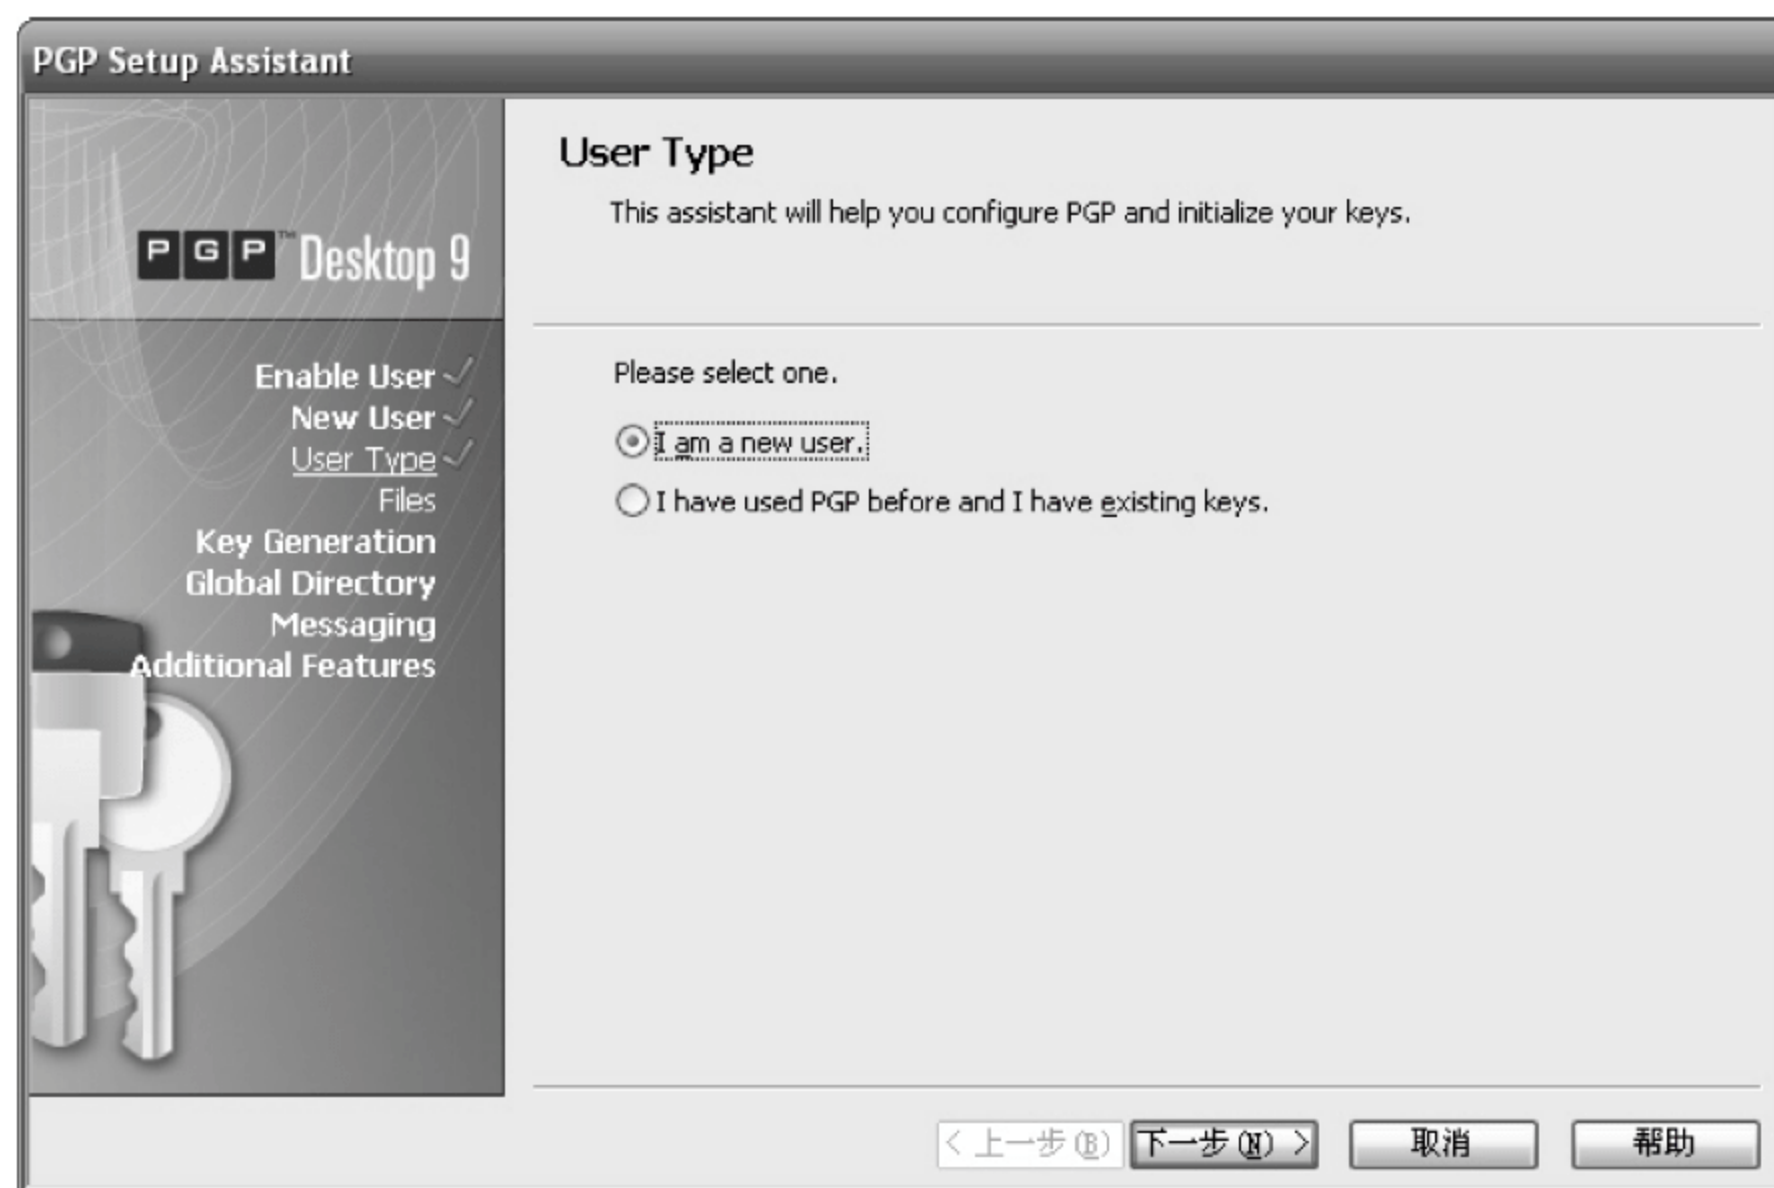 PGP Setup Assistant
PGP™ Desktop 9
Enable User
New User
User Type
Files
Key Generation
Global Directory
Messaging
Additional Features
User Type
This assistant will help you configure PGP and initialize your keys.
Please select one.
I am a new user.
I have used PGP before and I have existing keys.
< 上一步(B) 下一步(N) > 取消 帮助